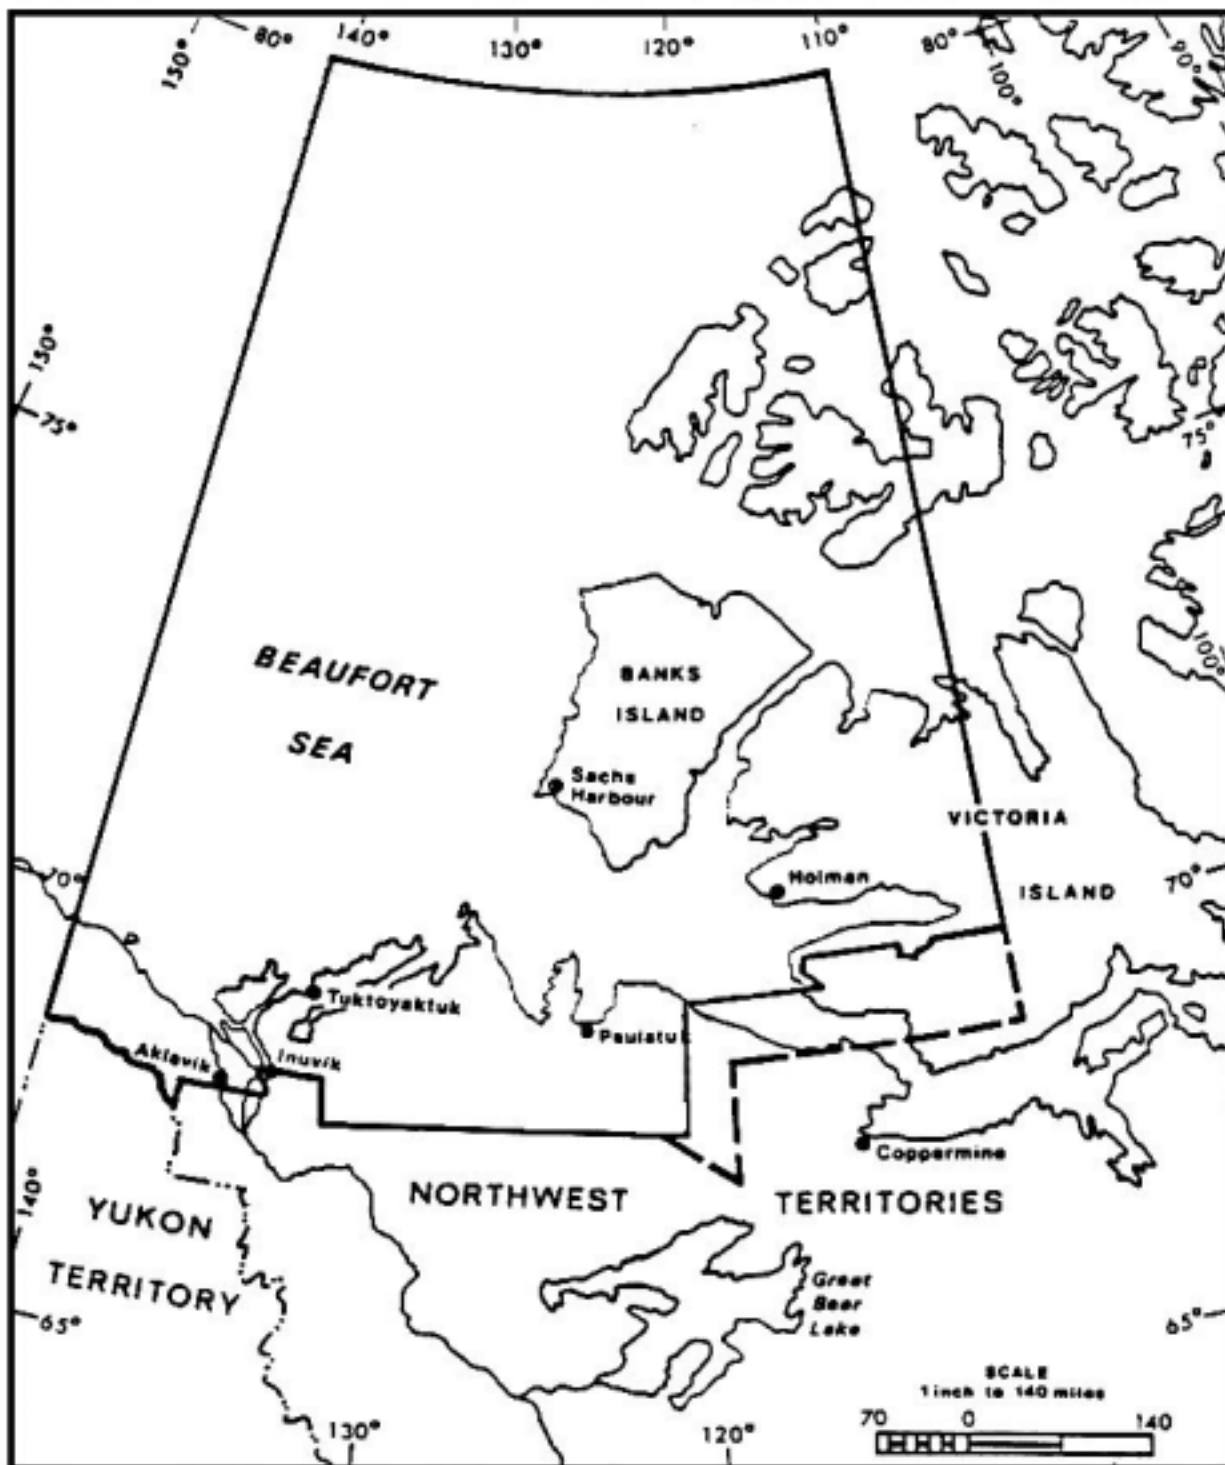 150°
80°
140°
130°
120°
110°
80°
100°
90°
150°
75°
75°
BEAUFORT
SEA
BANKS
ISLAND
100°
Sachs
Harbour
VICTORIA
ISLAND
Holman
70°
70°
Tuktoyaktuk
Paulatuk
Aklavik
Inuvik
Coppermine
140°
YUKON
TERRITORY
NORTHWEST
TERRITORIES
Great
Bear
Lake
65°
65°
SCALE
1 inch to 140 miles
70 0 140
130°
120°